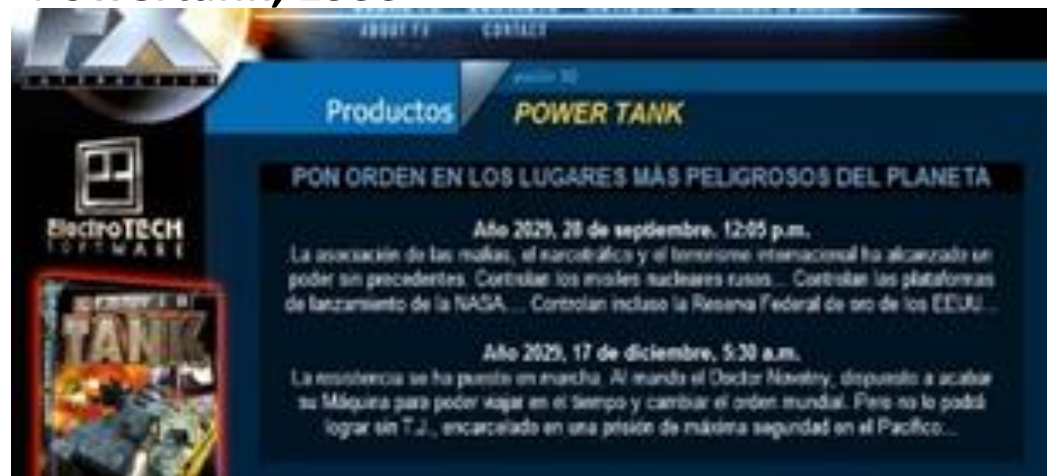 ABOUT FX CONTACT
FX
INTERACTIVE
Productos POWER TANK
ElectroTECH
SOFTWARE
POWER
TANK
PON ORDEN EN LOS LUGARES MÁS PELIGROSOS DEL PLANETA
Año 2029, 28 de septiembre. 12:05 p.m.
La asociación de las mafias, el narcotráfico y el terrorismo internacional ha alcanzado un
poder sin precedentes. Controlan los misiles nucleares rusos... Controlan las plataformas
de lanzamiento de la NASA.... Controlan incluso la Reserva Federal de oro de los EEUU...
Año 2029, 17 de diciembre, 5:30 a.m.
La resistencia se ha puesto en marcha. Al mando el Doctor Novotny, dispuesto a acabar
su Máquina para poder viajar en el tiempo y cambiar el orden mundial. Pero no lo podrá
lograr sin T.J., encarcelado en una prisión de máxima seguridad en el Pacífico...